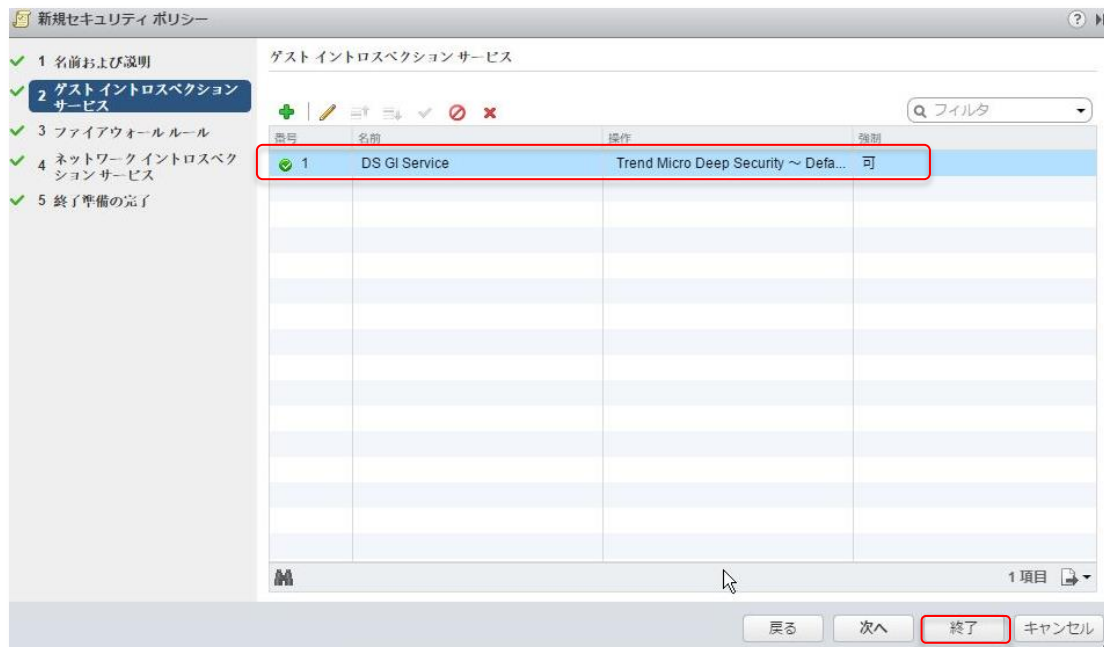 新規セキュリティ ポリシー
?
1 名前および説明
2 ゲスト イントロスペクション
サービス
3 ファイアウォール ルール
4 ネットワーク イントロスペク
ション サービス
5 終了準備の完了
ゲスト イントロスペクション サービス
フィルタ
番号 名前 操作 強制
1 DS GI Service Trend Micro Deep Security ～ Defa... 可
1 項目
戻る 次へ 終了 キャンセル